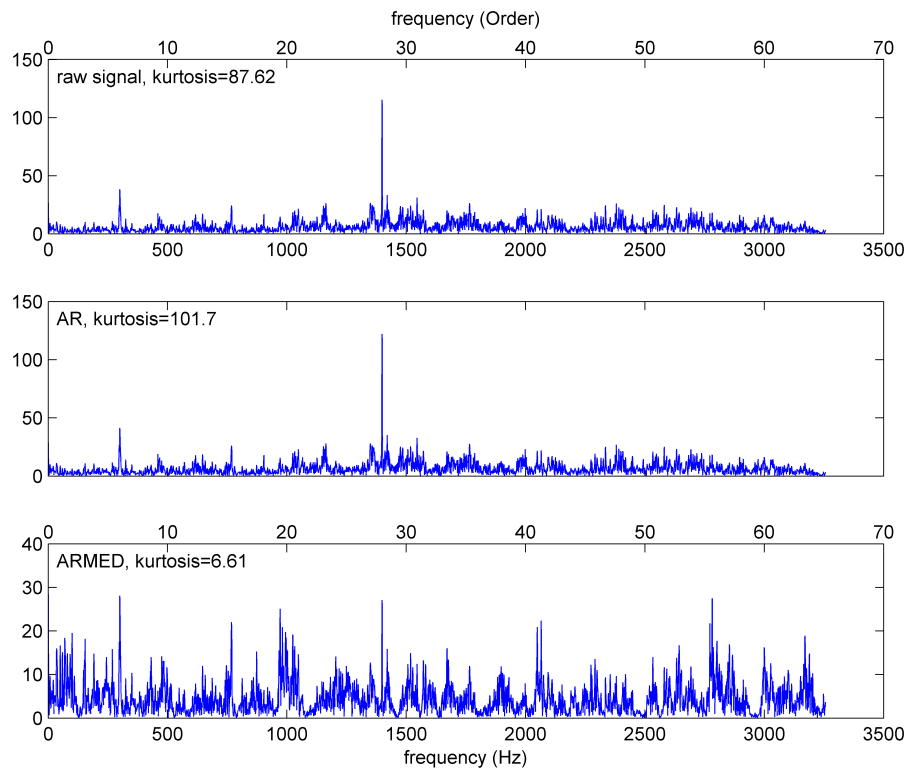 frequency (Order)
0 10 20 30 40 50 60 70
150
raw signal, kurtosis=87.62
100
50
0
0 500 1000 1500 2000 2500 3000 3500
150
AR, kurtosis=101.7
100
50
0
0 10 20 30 40 50 60 70
40
ARMED, kurtosis=6.61
30
20
10
0
0 500 1000 1500 2000 2500 3000 3500
frequency (Hz)